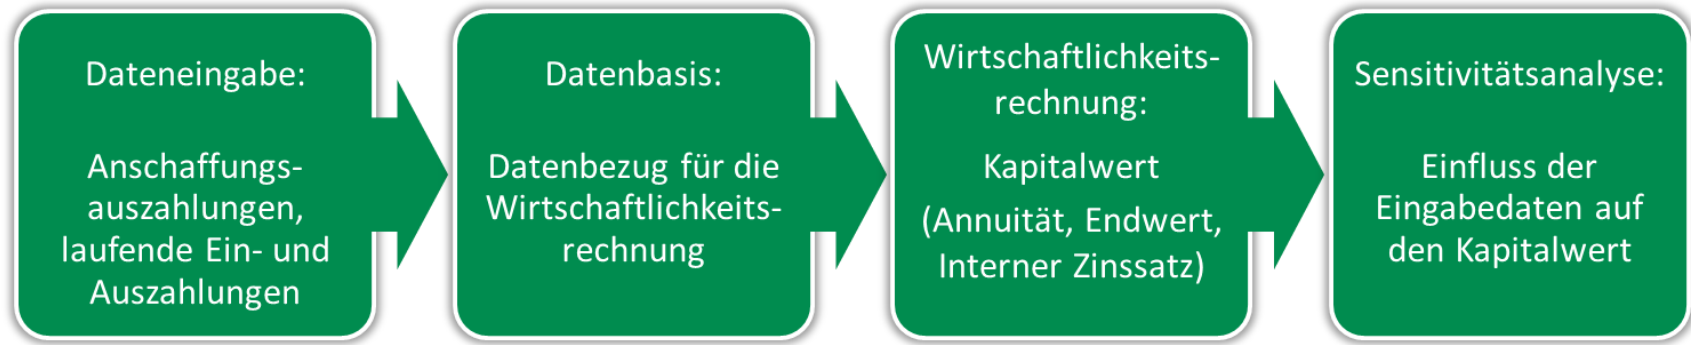 Dateneingabe:
Anschaffungs-
auszahlungen,
laufende Ein- und
Auszahlungen
Datenbasis:
Datenbezug für die
Wirtschaftlichkeits-
rechnung
Wirtschaftlichkeits-
rechnung:
Kapitalwert
(Annuität, Endwert,
Interner Zinssatz)
Sensitivitätsanalyse:
Einfluss der
Eingabedaten auf
den Kapitalwert